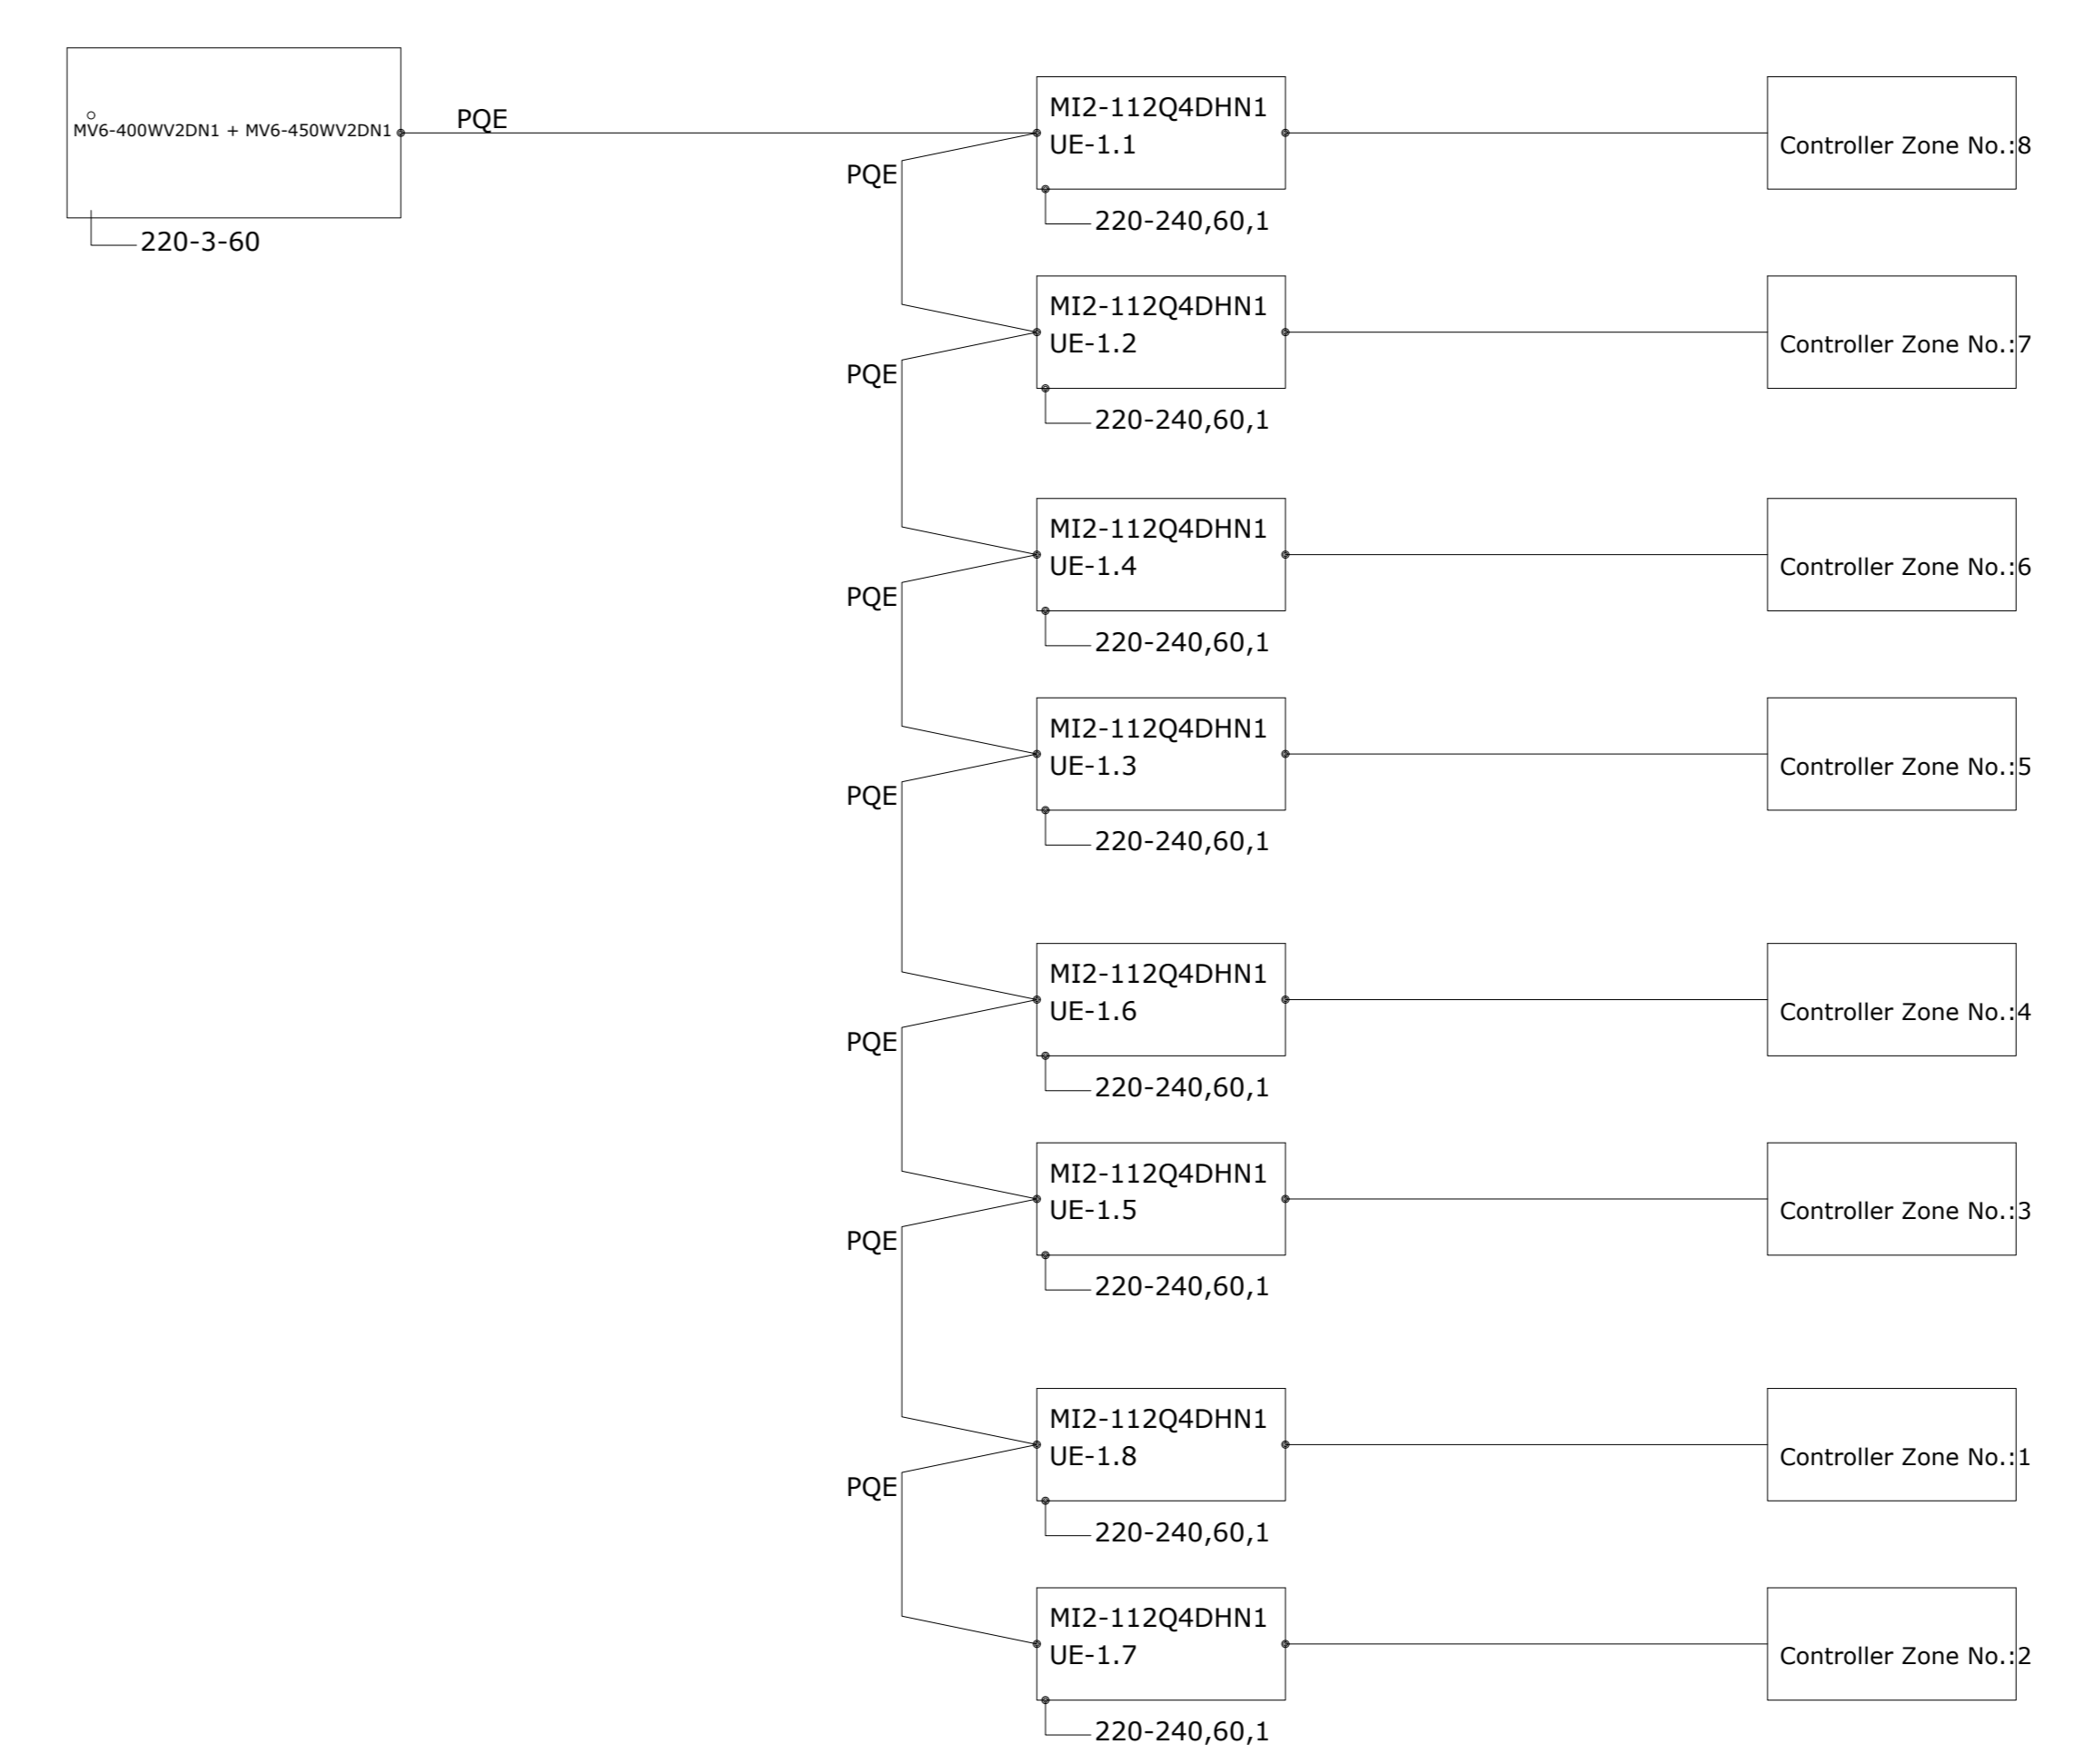 MV6-400WV2DN1 + MV6-450WV2DN1
220-3-60
PQE
MI2-112Q4DHN1
UE-1.1
220-240,60,1
Controller Zone No.:8
PQE
MI2-112Q4DHN1
UE-1.2
220-240,60,1
Controller Zone No.:7
PQE
MI2-112Q4DHN1
UE-1.4
220-240,60,1
Controller Zone No.:6
PQE
MI2-112Q4DHN1
UE-1.3
220-240,60,1
Controller Zone No.:5
PQE
MI2-112Q4DHN1
UE-1.6
220-240,60,1
Controller Zone No.:4
PQE
MI2-112Q4DHN1
UE-1.5
220-240,60,1
Controller Zone No.:3
PQE
MI2-112Q4DHN1
UE-1.8
220-240,60,1
Controller Zone No.:1
PQE
MI2-112Q4DHN1
UE-1.7
220-240,60,1
Controller Zone No.:2